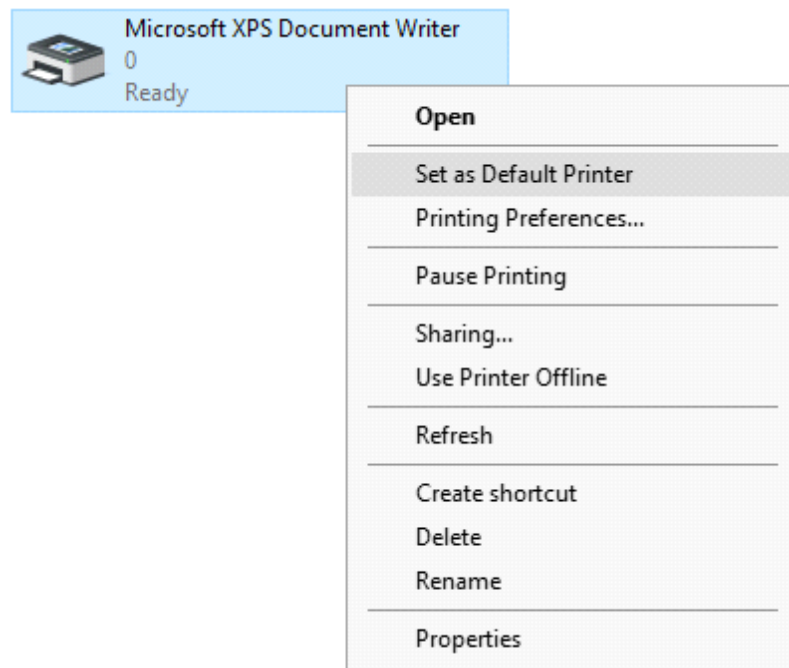 Microsoft XPS Document Writer
0
Ready
Open
Set as Default Printer
Printing Preferences...
Pause Printing
Sharing...
Use Printer Offline
Refresh
Create shortcut
Delete
Rename
Properties